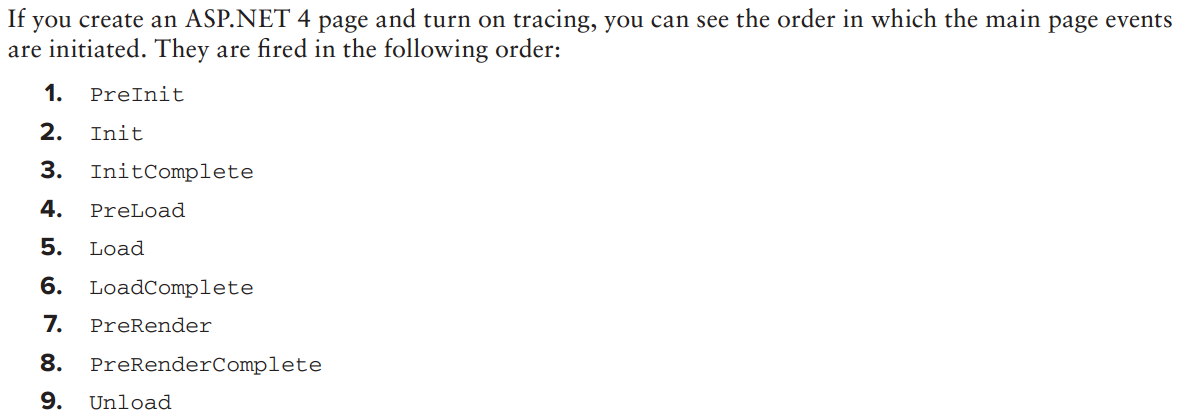 If you create an ASP.NET 4 page and turn on tracing, you can see the order in which the main page events
are initiated. They are fired in the following order:
1. PreInit
2. Init
3. InitComplete
4. PreLoad
5. Load
6. LoadComplete
7. PreRender
8. PreRenderComplete
9. Unload